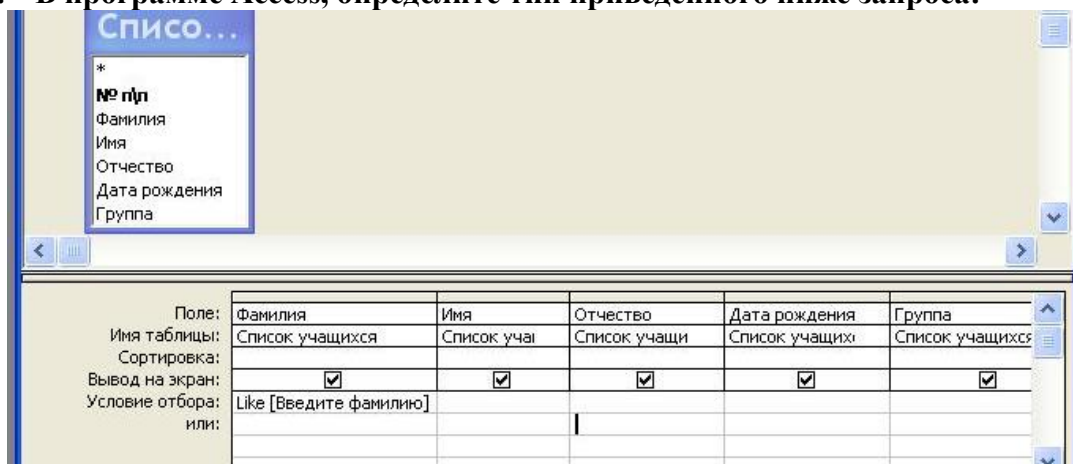 В программе Access, определите тип приведенного ниже запроса:
Списо...
*
№ п\п
Фамилия
Имя
Отчество
Дата рождения
Группа
Поле: Фамилия Имя Отчество Дата рождения Группа
Имя таблицы: Список учащихся Список учащ Список учащи Список учащих Список учащихся
Сортировка:
Вывод на экран:
Условие отбора: Like [Введите фамилию]
или: